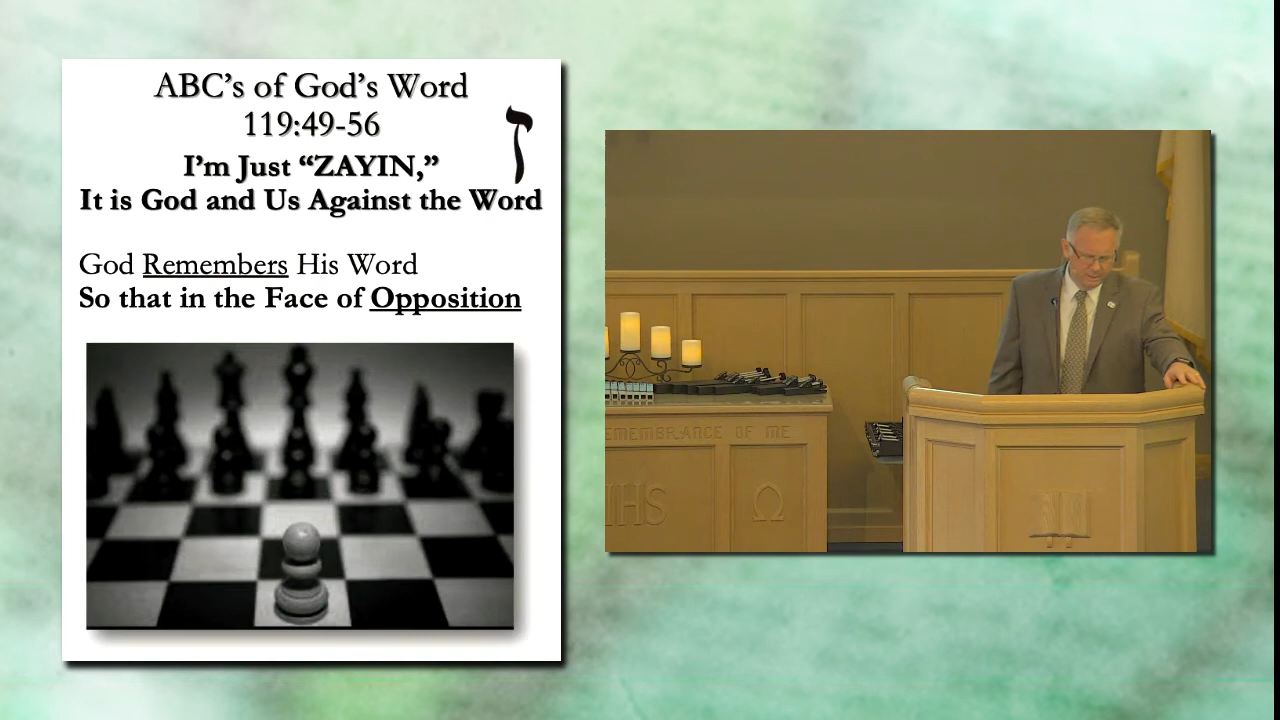 ABC’s of God’s Word
119:49-56
ז
I’m Just “ZAYIN,”
It is God and Us Against the Word
God Remembers His Word
So that in the Face of Opposition
REMEMBRANCE OF ME
IHS
Ω